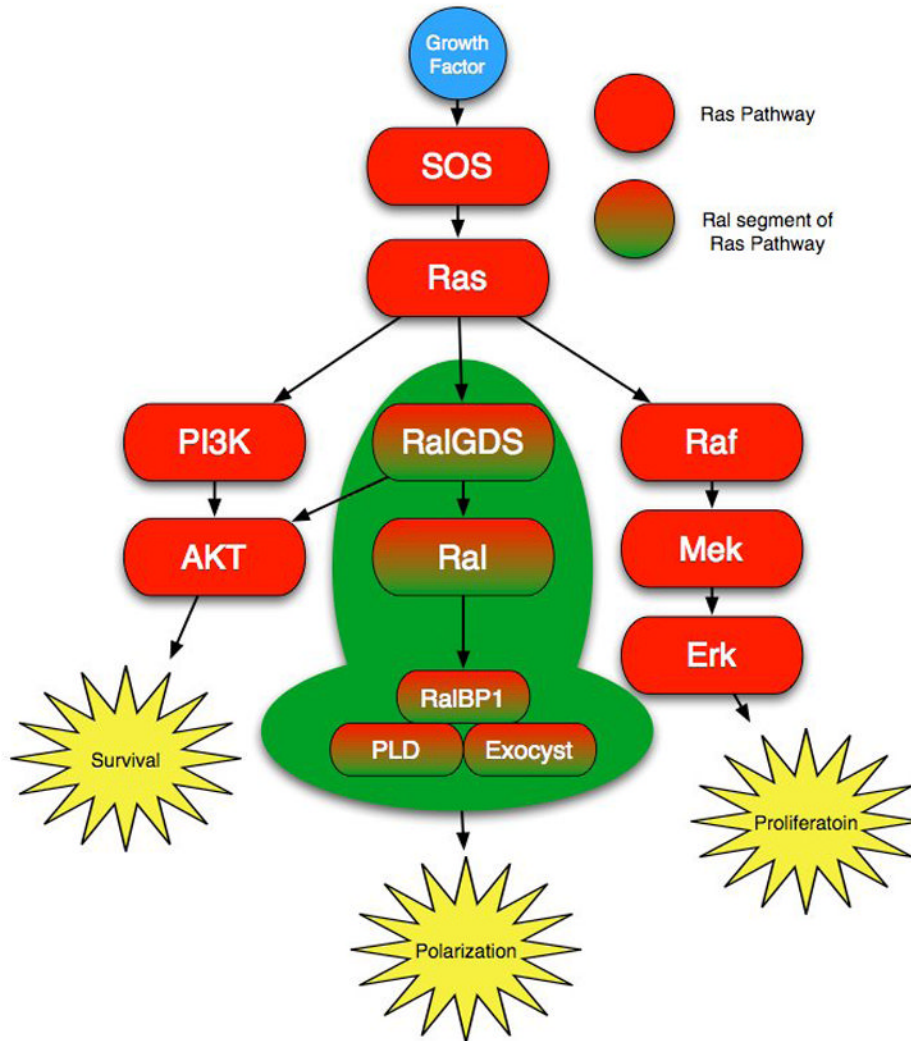 Growth
Factor
SOS
Ras Pathway
Ral segment of
Ras Pathway
Ras
PI3K
RalGDS
Raf
AKT
Ral
Mek
Erk
RalBP1
PLD
Exocyst
Survival
Proliferatoin
Polarization